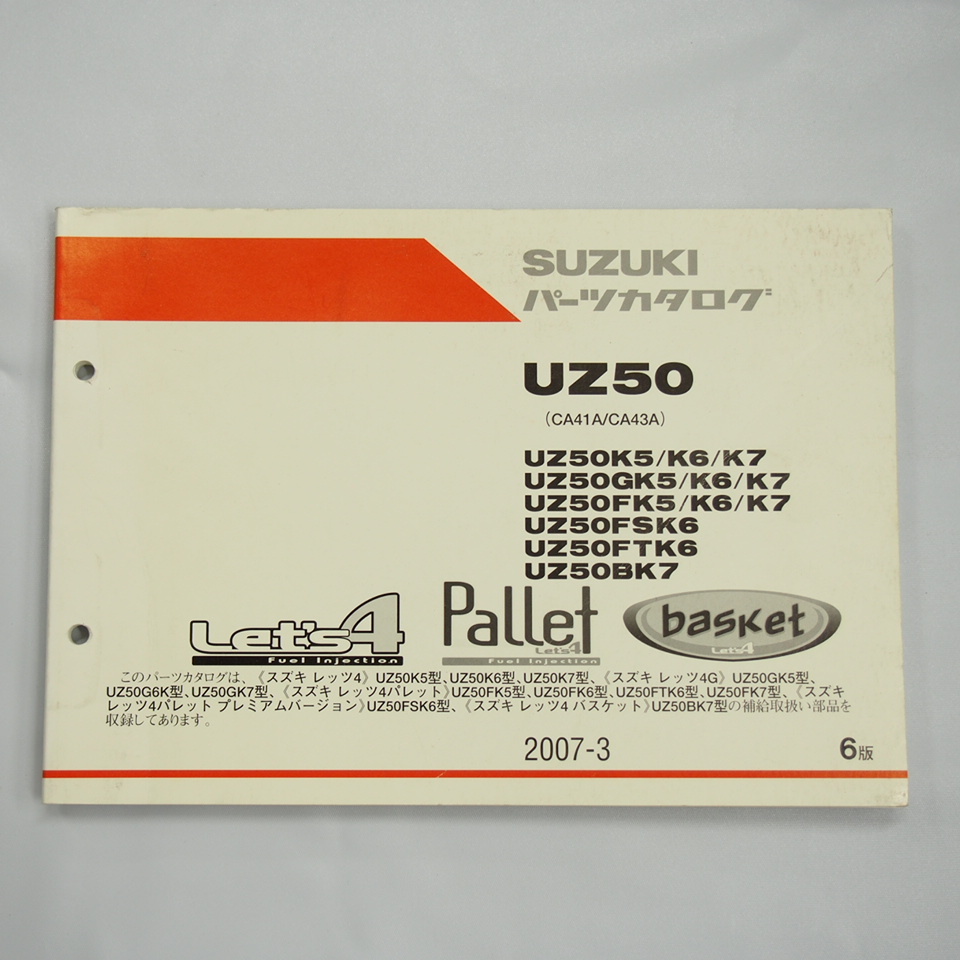 SUZUKI
パーツカタログ
UZ50
(CA41A/CA43A)
UZ50K5/K6/K7
UZ50GK5/K6/K7
UZ50FK5/K6/K7
UZ50FSK6
UZ50FTK6
UZ50BK7
Let's4
Fuel Injection
Pallet
Let's4
Fuel Injection
basket
Let's4
このパーツカタログは、《スズキ レッツ4》UZ50K5型、UZ50K6型、UZ50K7型、《スズキ レッツ4G》UZ50GK5型、
UZ50G6K型、UZ50GK7型、《スズキ レッツ4パレット》UZ50FK5型、UZ50FK6型、UZ50FTK6型、UZ50FK7型、《スズキ
レッツ4パレット プレミアムバージョン》UZ50FSK6型、《スズキ レッツ4 バスケット》UZ50BK7型の補給取扱い部品を
収録してあります。
2007-3
6版